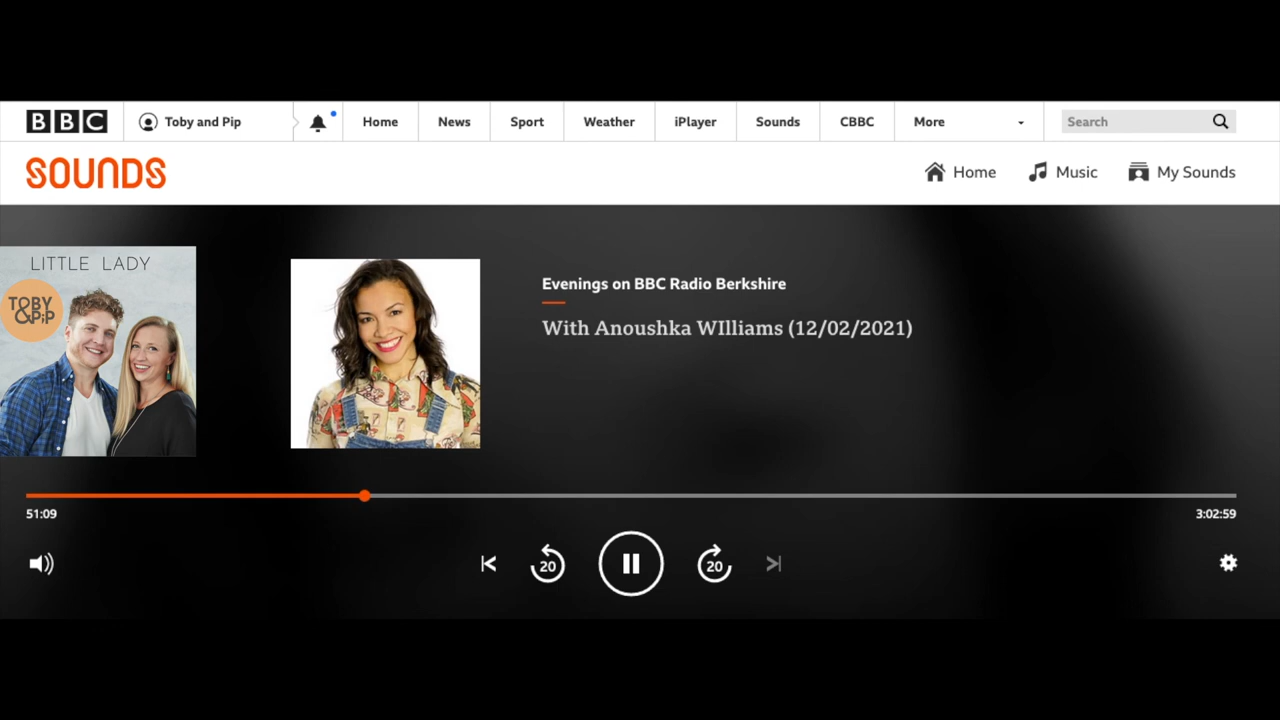 BBC
Toby and Pip
Home
News
Sport
Weather
iPlayer
Sounds
CBBC
More
Search
SOUNDS
Home
Music
My Sounds
LITTLE LADY
TOBY
&PiP
Evenings on BBC Radio Berkshire
With Anoushka WIlliams (12/02/2021)
51:09
3:02:59
20
20